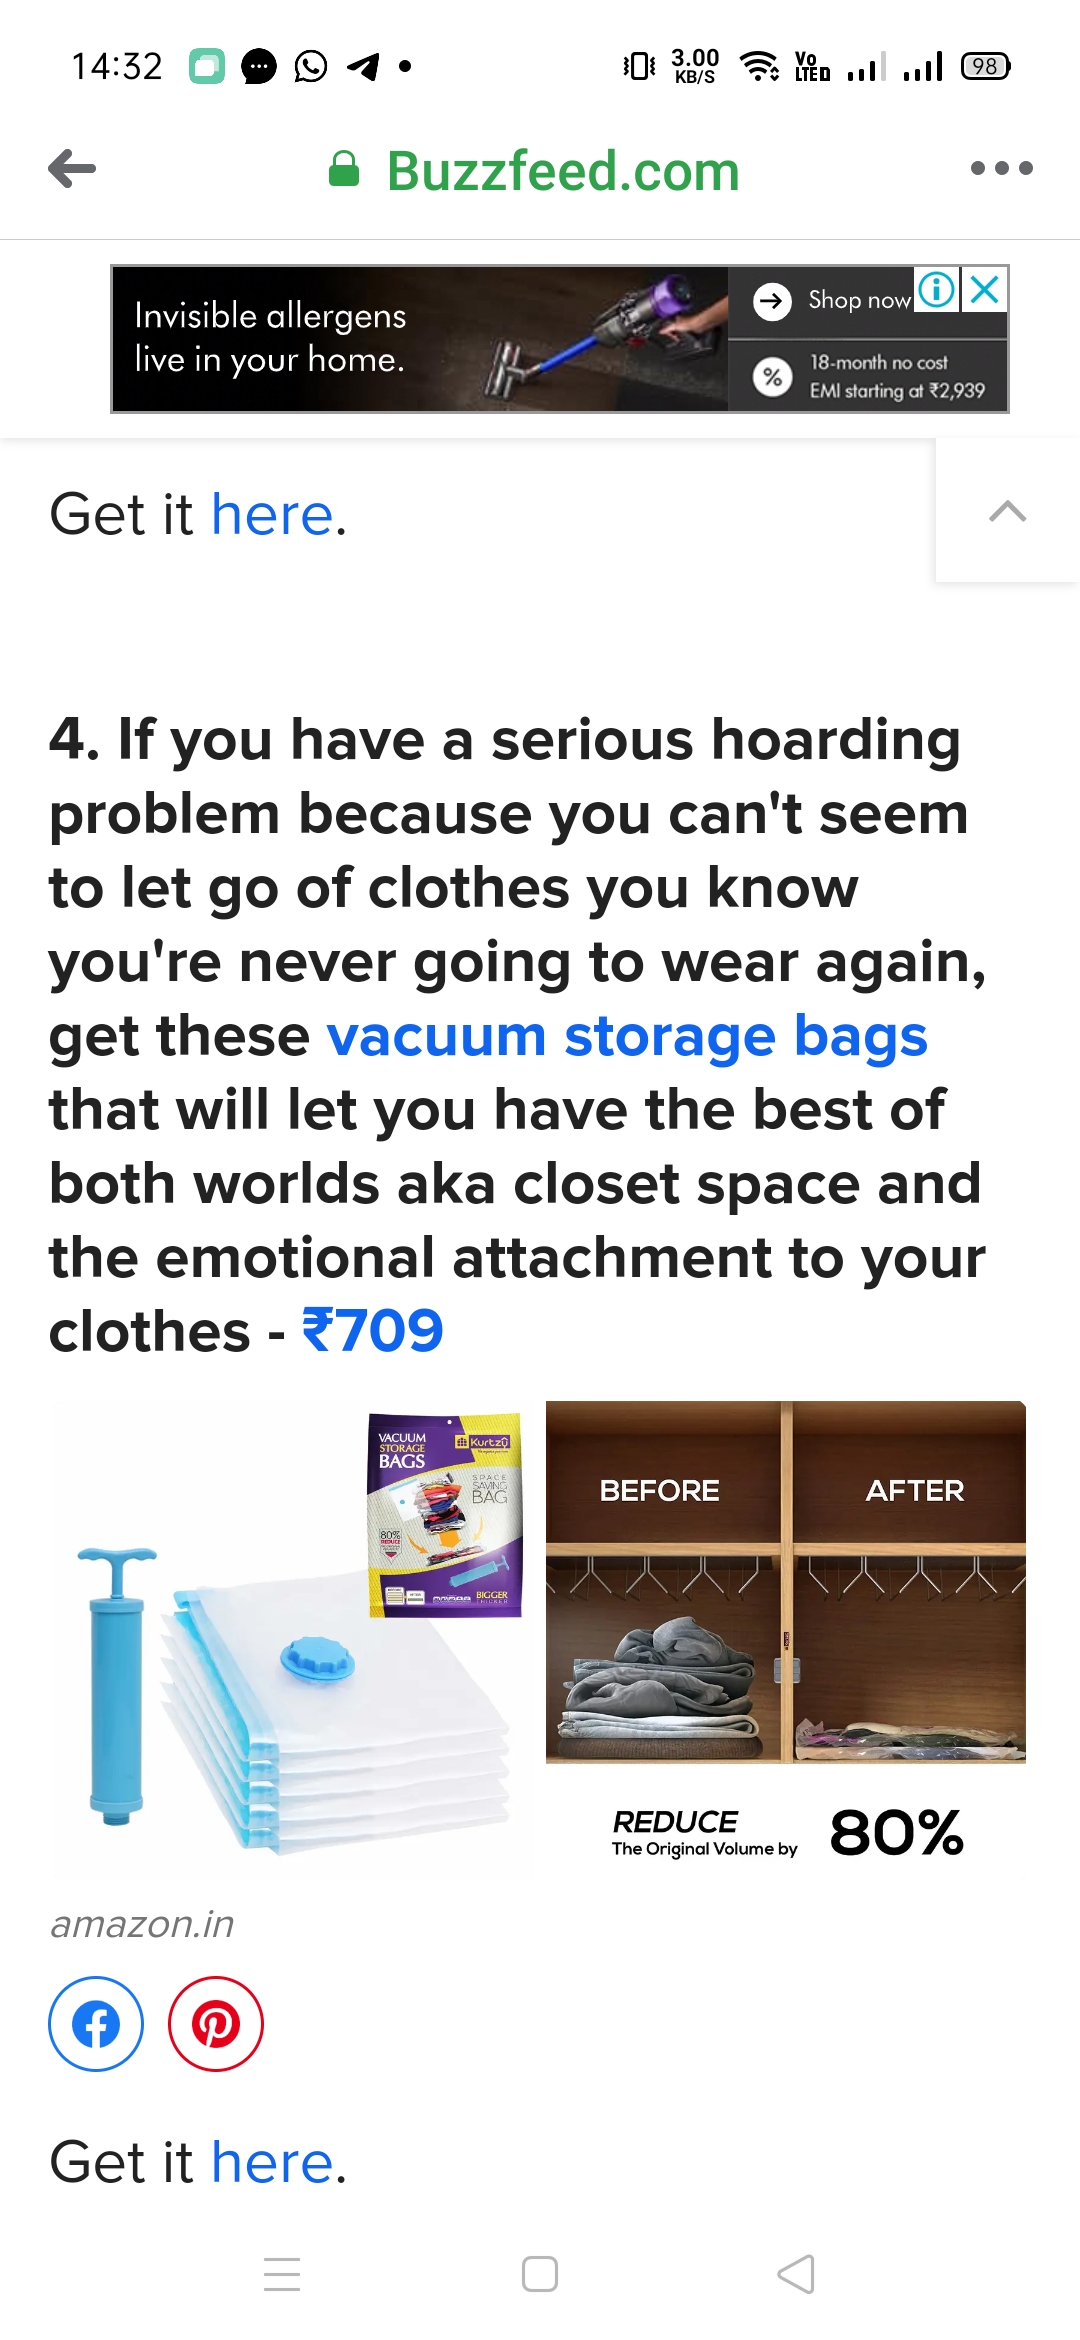 14:32
3.00
KB/S
Vo
LTE
98
Buzzfeed.com
Invisible allergens
live in your home.
Shop now
18-month no cost
EMI starting at ₹2,939
Get it here.
4. If you have a serious hoarding
problem because you can't seem
to let go of clothes you know
you're never going to wear again,
get these vacuum storage bags
that will let you have the best of
both worlds aka closet space and
the emotional attachment to your
clothes - ₹709
VACUUM
STORAGE
BAGS
Kurtzy
SPACE
SAVING
BAG
80%
REDUCE
BIGGER
BEFORE
AFTER
REDUCE
The Original Volume by
80%
amazon.in
Get it here.